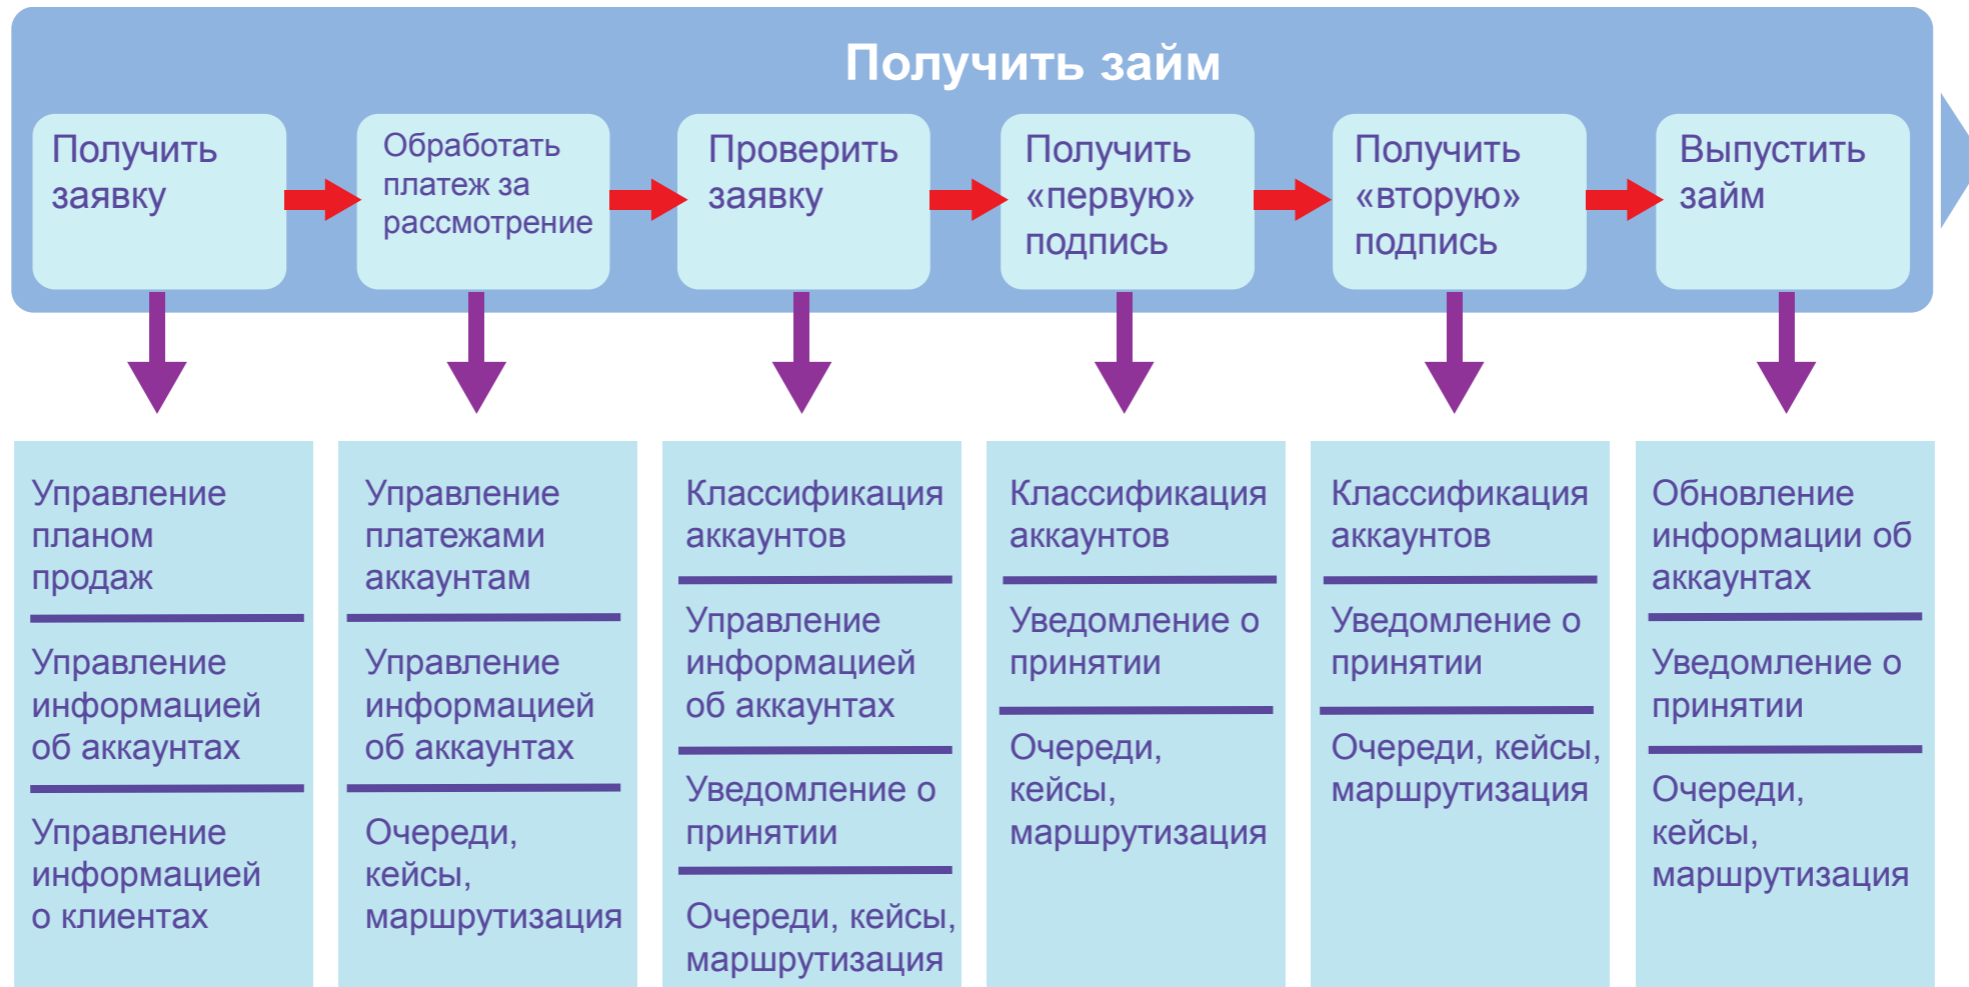 Получить займ
Получить
заявку
Обработать
платеж за
рассмотрение
Проверить
заявку
Получить
«первую»
подпись
Получить
«вторую»
подпись
Выпустить
займ
Управление
планом
продаж
Управление
информацией
об аккаунтах
Управление
информацией
о клиентах
Управление
платежами
аккаунтам
Управление
информацией
об аккаунтах
Очереди,
кейсы,
маршрутизация
Классификация
аккаунтов
Управление
информацией
об аккаунтах
Уведомление о
принятии
Очереди, кейсы,
маршрутизация
Классификация
аккаунтов
Уведомление о
принятии
Очереди,
кейсы,
маршрутизация
Классификация
аккаунтов
Уведомление о
принятии
Очереди, кейсы,
маршрутизация
Обновление
информации об
аккаунтах
Уведомление о
принятии
Очереди,
кейсы,
маршрутизация